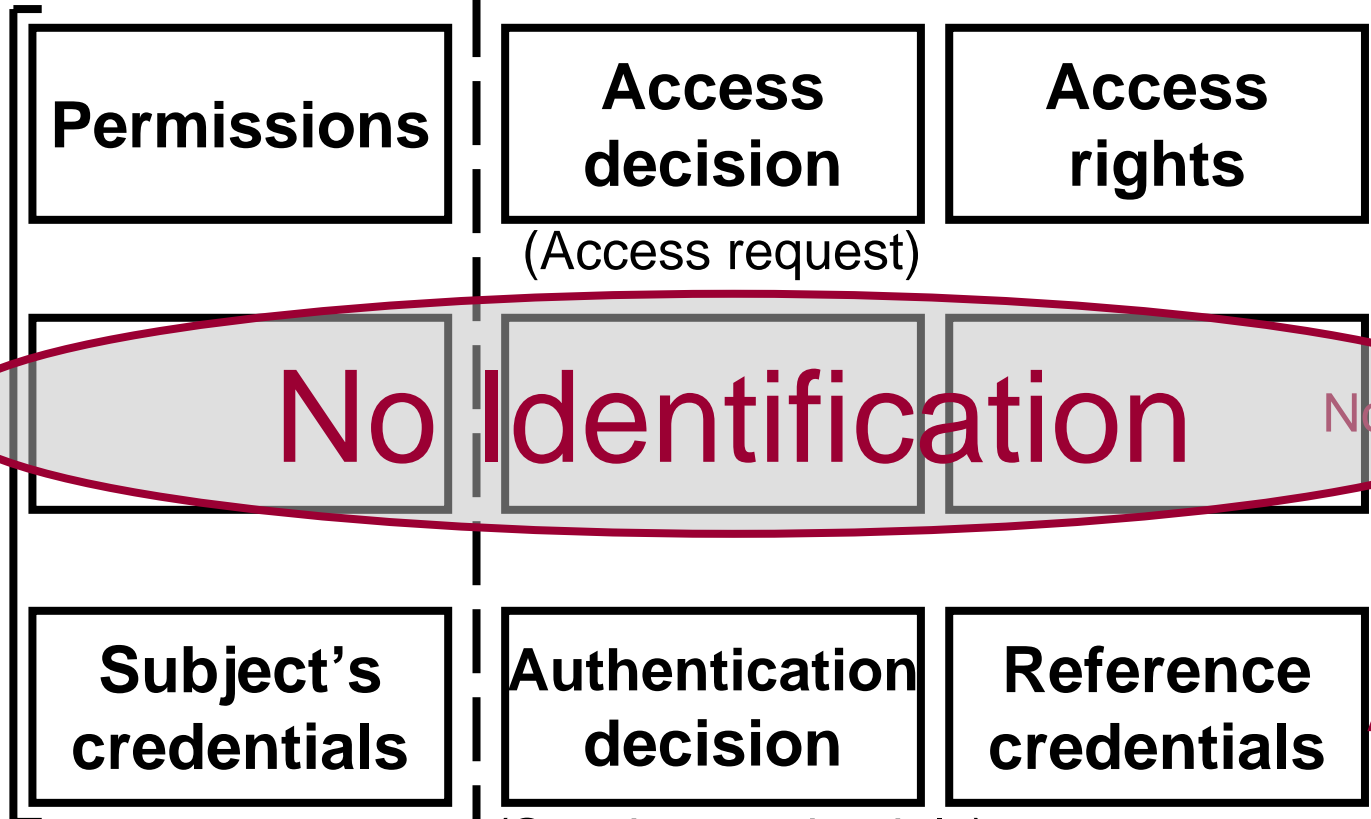 Permissions
Access
decision
Access
rights
(Access request)
No Identification
Subject’s
credentials
Authentication
decision
Reference
credentials